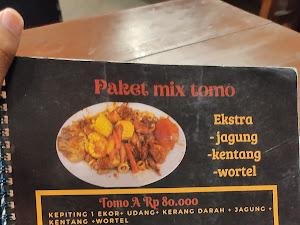 Paket mix tomo
Ekstra
- jagung
-kentang
-wortel
Tomo A Rp 80.000
KEPITING 1 EKOR+ UDANG+ KERANG DARAH + JAGUNG +
KENTANG +WORTEL